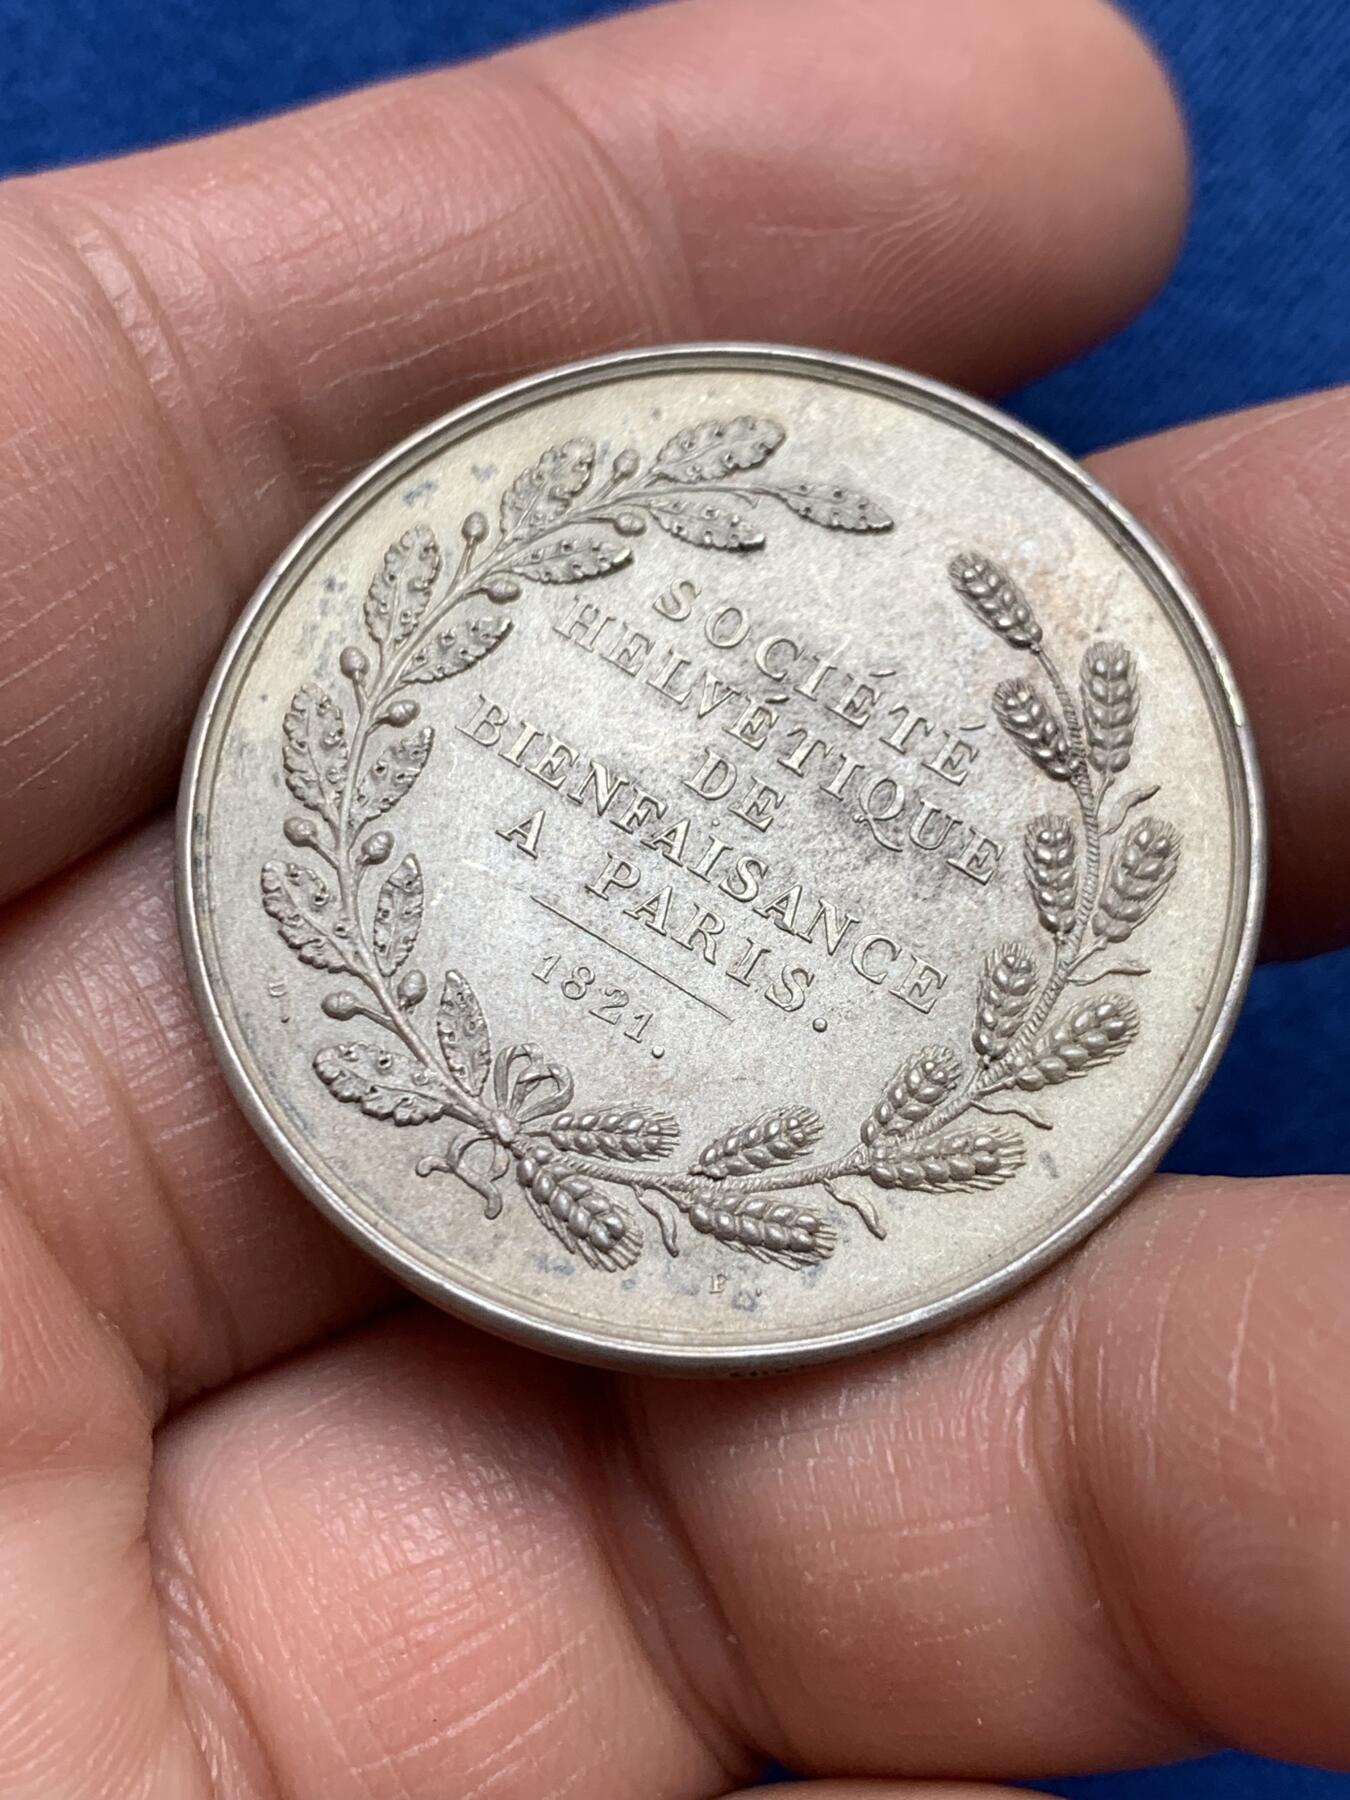 SOCIÉTÉ
HELVÉTIQUE
DE
BIENFAISANCE
A PARIS.
1821.
D.
F.